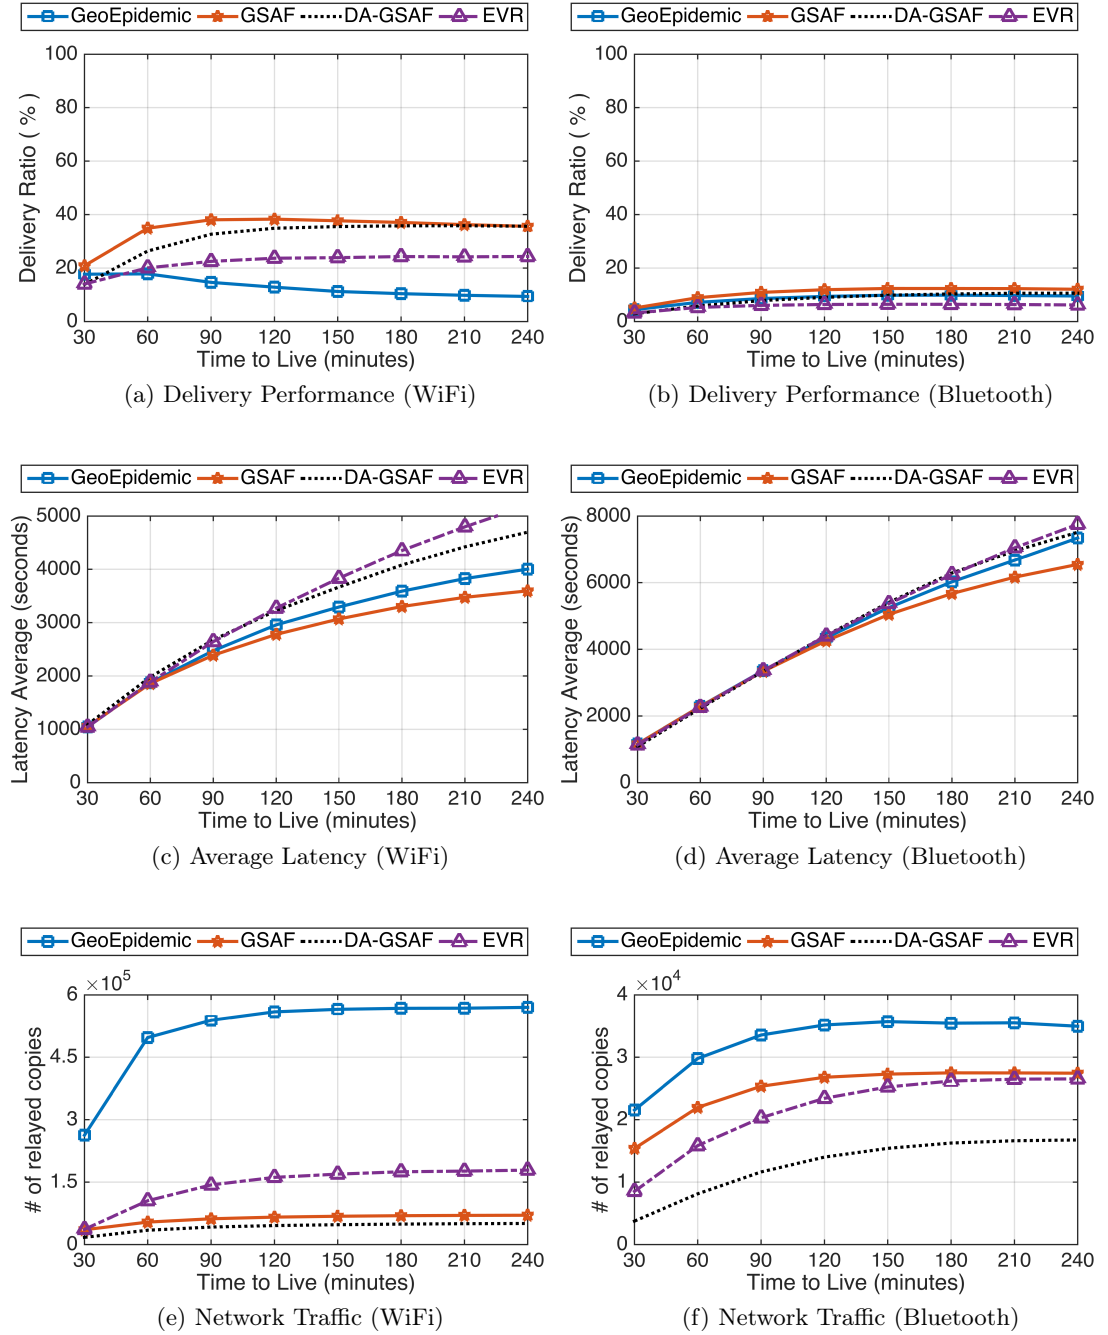 GeoEpidemic GSAF DA-GSAF EVR
GeoEpidemic GSAF DA-GSAF EVR
100
80
60
40
20
0
Delivery Ratio ( % )
30 60 90 120 150 180 210 240
Time to Live (minutes)
(a) Delivery Performance (WiFi)
100
80
60
40
20
0
Delivery Ratio ( % )
30 60 90 120 150 180 210 240
Time to Live (minutes)
(b) Delivery Performance (Bluetooth)
GeoEpidemic GSAF DA-GSAF EVR
5000
4000
3000
2000
1000
0
Latency Average (seconds)
30 60 90 120 150 180 210 240
Time to Live (minutes)
(c) Average Latency (WiFi)
GeoEpidemic GSAF DA-GSAF EVR
8000
6000
4000
2000
0
Latency Average (seconds)
30 60 90 120 150 180 210 240
Time to Live (minutes)
(d) Average Latency (Bluetooth)
GeoEpidemic GSAF DA-GSAF EVR
×10^5
6
4.5
3
1.5
0
# of relayed copies
30 60 90 120 150 180 210 240
Time to Live (minutes)
(e) Network Traffic (WiFi)
GeoEpidemic GSAF DA-GSAF EVR
×10^4
4
3
2
1
0
# of relayed copies
30 60 90 120 150 180 210 240
Time to Live (minutes)
(f) Network Traffic (Bluetooth)